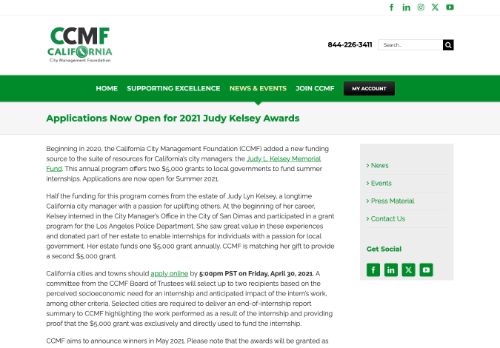 CCMF
CALIFORNIA
City Management Foundation
844-226-3411
Search...
HOME SUPPORTING EXCELLENCE NEWS & EVENTS JOIN CCMF MY ACCOUNT
Applications Now Open for 2021 Judy Kelsey Awards
Beginning in 2020, the California City Management Foundation (CCMF) added a new funding
source to the suite of resources for California's city managers: the Judy L. Kelsey Memorial
Fund. This annual program offers two $5,000 grants to local governments to fund summer
internships. Applications are now open for Summer 2021.
Half the funding for this program comes from the estate of Judy Lyn Kelsey, a longtime
California city manager with a passion for uplifting others. At the beginning of her career,
Kelsey interned in the City Manager's Office in the City of San Dimas and participated in a grant
program for the Los Angeles Police Department. She saw great value in these experiences
and donated part of her estate to enable internships for individuals with a passion for local
government. Her estate funds one $5,000 grant annually. CCMF is matching her gift to provide
a second $5,000 grant.
California cities and towns should apply online by 5:00pm PST on Friday, April 30, 2021. A
committee from the CCMF Board of Trustees will select up to two recipients based on the
perceived socioeconomic need for an internship and anticipated impact of the intern's work,
among other criteria. Selected cities are required to deliver an end-of-internship report
summary to CCMF highlighting the work performed as a result of the internship and providing
proof that the $5,000 grant was exclusively and directly used to fund the internship.
CCMF aims to announce winners in May 2021. Please note that the awards will be granted as
> News
> Events
> Press Material
> Contact Us
Get Social